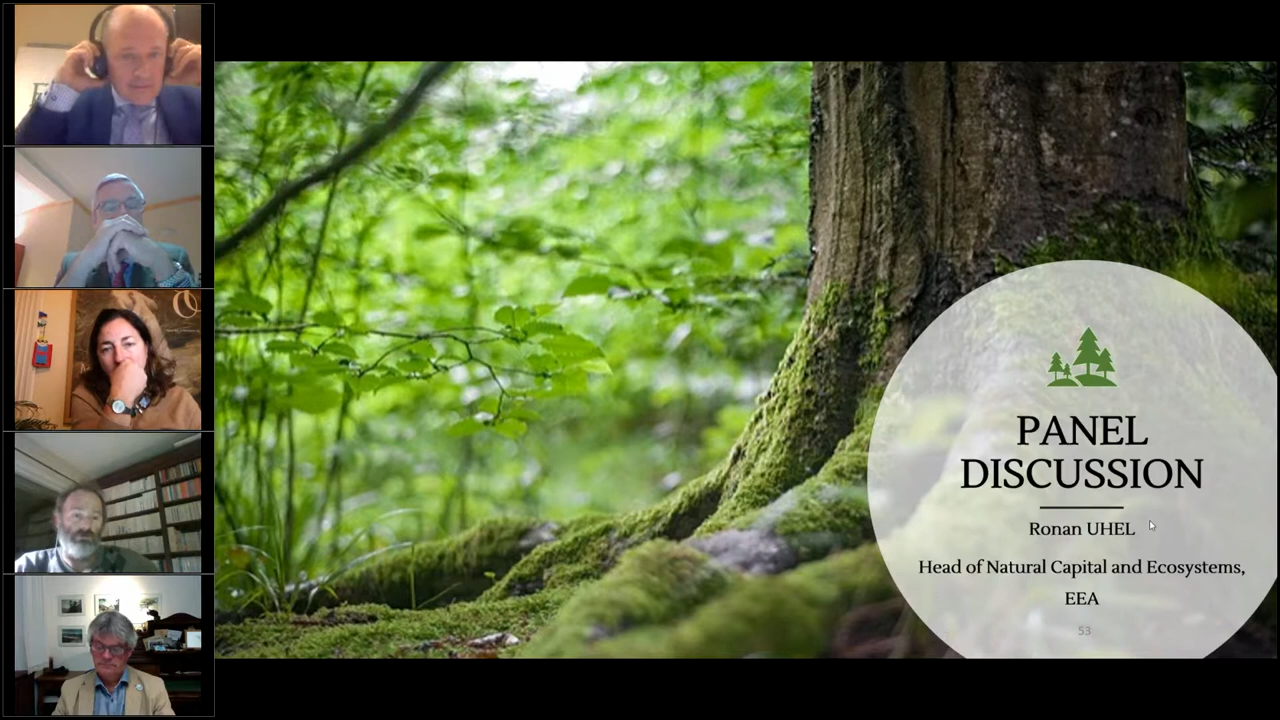 PANEL
DISCUSSION
Ronan UHEL
Head of Natural Capital and Ecosystems,
EEA
53